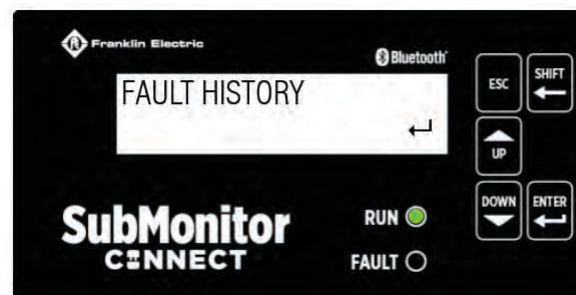 Franklin Electric
Bluetooth
FAULT HISTORY
ESC
SHIFT
UP
DOWN
ENTER
SubMonitor
CONNECT
RUN
FAULT